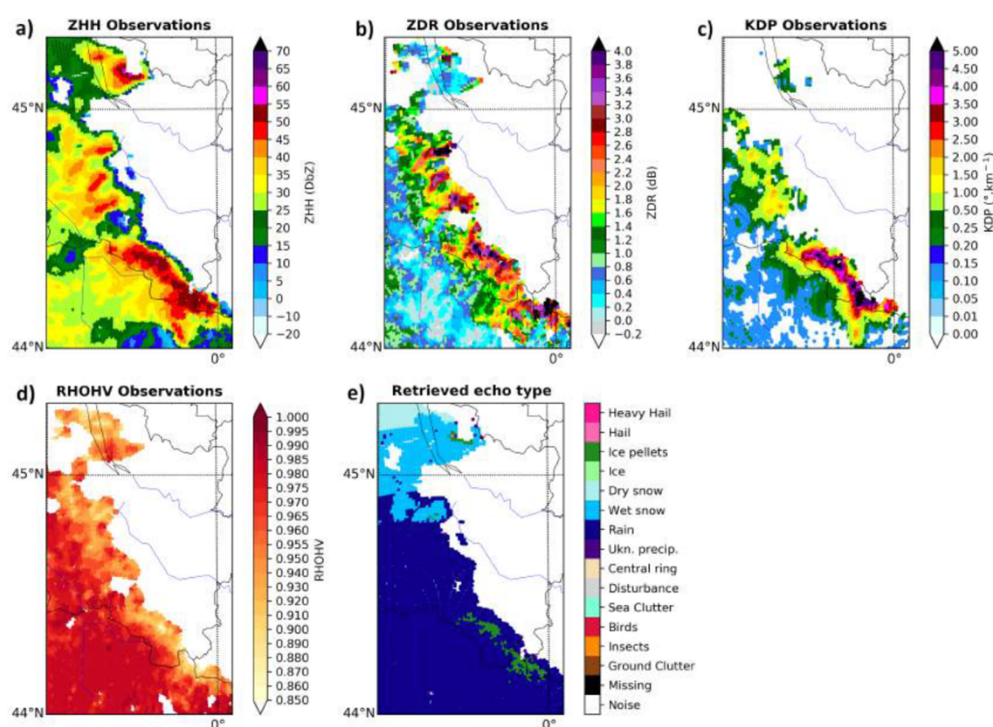 a)
ZHH Observations
45°N
44°N
0°
70
65
60
55
50
45
40
35
30
25
20
15
10
5
0
−10
−20
ZHH (DbZ)
b)
ZDR Observations
0°
4.0
3.8
3.6
3.4
3.2
3.0
2.8
2.6
2.4
2.2
2.0
1.8
1.6
1.4
1.2
1.0
0.8
0.6
0.4
0.2
0.0
−0.2
ZDR (dB)
c)
KDP Observations
45°N
44°N
0°
5.00
4.50
4.00
3.50
3.00
2.50
2.00
1.50
1.00
0.50
0.25
0.20
0.15
0.10
0.05
0.01
0.00
KDP (°.km−1)
d)
RHOHV Observations
45°N
44°N
0°
1.000
0.995
0.990
0.985
0.980
0.975
0.970
0.965
0.960
0.950
0.940
0.930
0.920
0.910
0.900
0.890
0.880
0.870
0.860
0.850
RHOHV
e)
Retrieved echo type
45°N
44°N
0°
Heavy Hail
Hail
Ice pellets
Ice
Dry snow
Wet snow
Rain
Ukn. precip.
Central ring
Disturbance
Sea Clutter
Birds
Insects
Ground Clutter
Missing
Noise